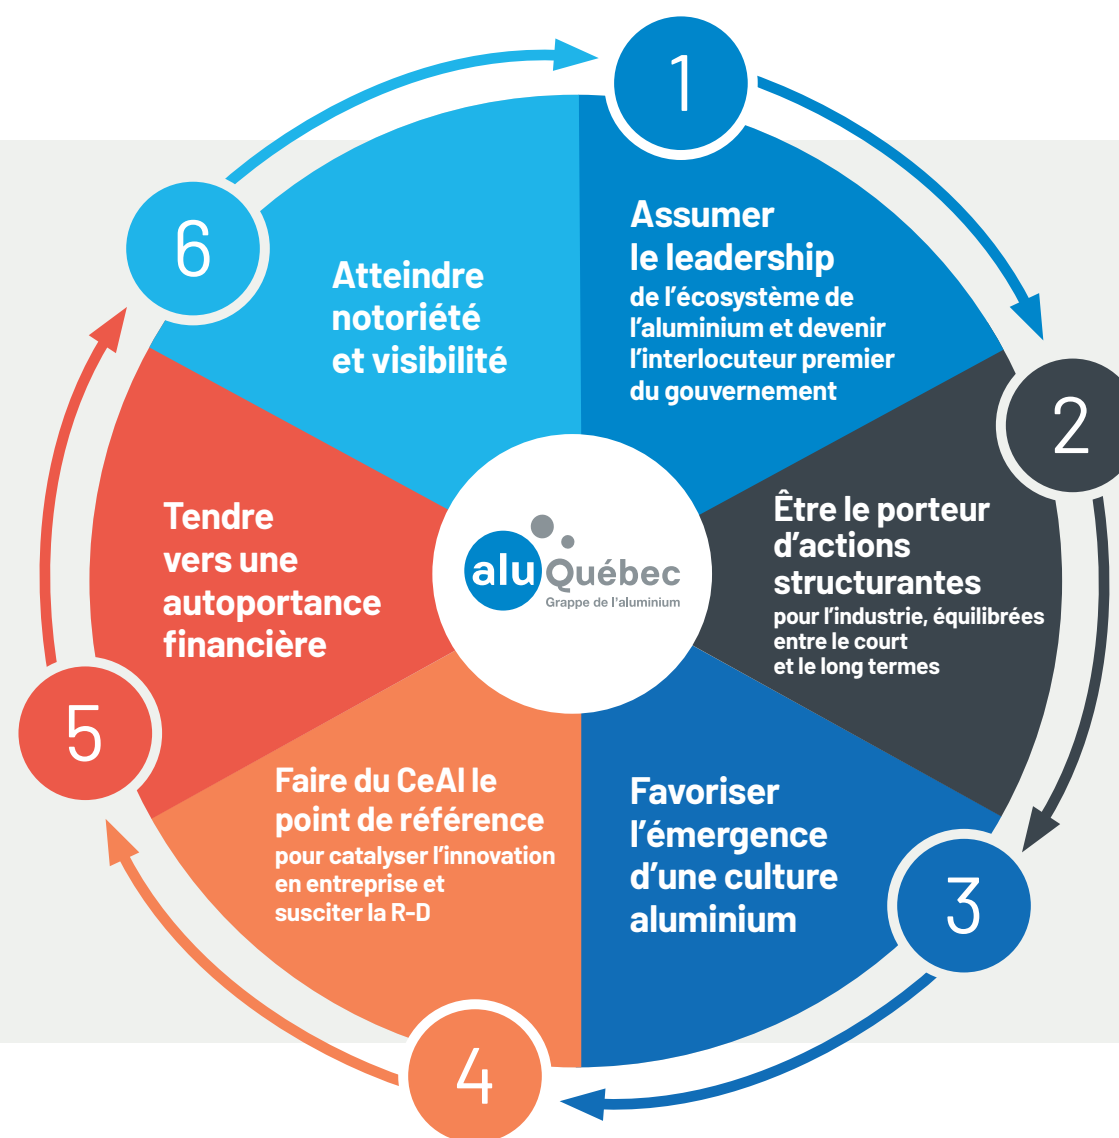 1
Assumer
le leadership
de l'écosystème de
l'aluminium et devenir
l'interlocuteur premier
du gouvernement
2
Être le porteur
d'actions
structurantes
pour l'industrie, équilibrées
entre le court
et le long termes
3
Favoriser
l'émergence
d'une culture
aluminium
4
Faire du CeAl le
point de référence
pour catalyser l'innovation
en entreprise et
susciter la R-D
5
Tendre
vers une
autoportance
financière
6
Atteindre
notoriété
et visibilité
alu Québec
Grappe de l'aluminium